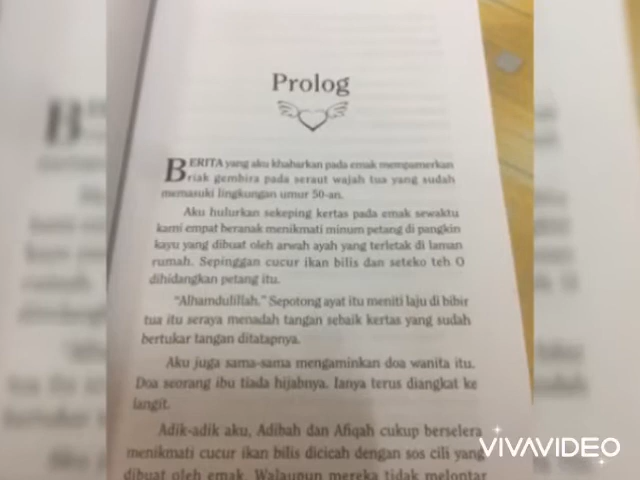 Prolog
BERITA yang aku khabarkan pada emak mempamerkan
riak gembira pada seraut wajah tua yang sudah
memasuki lingkungan umur 50-an.
Aku hulurkan sekeping kertas pada emak sewaktu
kami empat beranak menikmati minum petang di pangkin
kayu yang dibuat oleh arwah ayah yang terletak di laman
rumah. Sepinggan cucur ikan bilis dan seteko teh O
dihidangkan petang itu.
"Alhamdulillah." Sepotong ayat itu meniti laju di bibir
tua itu seraya menadah tangan sebaik kertas yang sudah
bertukar tangan ditatapnya.
Aku juga sama-sama mengaminkan doa wanita itu.
Doa seorang ibu tiada hijabnya. Ianya terus diangkat ke
langit.
Adik-adik aku, Adibah dan Afiqah cukup berselera
menikmati cucur ikan bilis dicicah dengan sos cili yang
dibuat oleh emak. Walaupun mereka tidak melontar
VIVAVIDEO